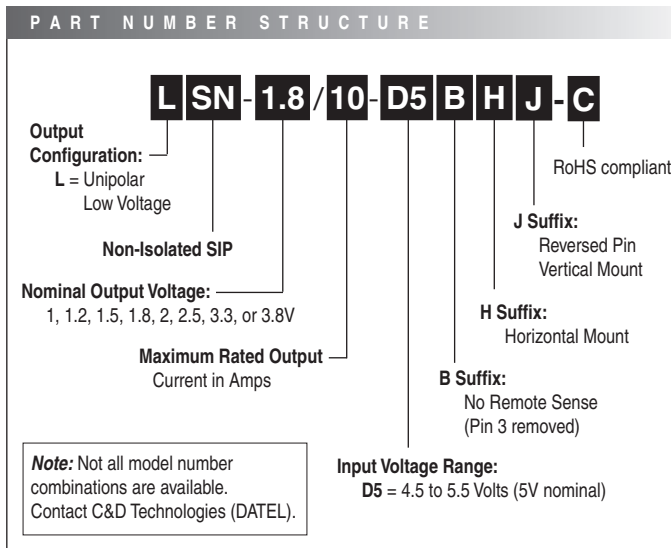 PART NUMBER STRUCTURE
L SN - 1.8 / 10 - D5 B H J - C
Output
Configuration:
L = Unipolar
Low Voltage
RoHS compliant
Non-Isolated SIP
J Suffix:
Reversed Pin
Vertical Mount
Nominal Output Voltage:
1, 1.2, 1.5, 1.8, 2, 2.5, 3.3, or 3.8V
H Suffix:
Horizontal Mount
Maximum Rated Output
Current in Amps
B Suffix:
No Remote Sense
(Pin 3 removed)
Input Voltage Range:
D5 = 4.5 to 5.5 Volts (5V nominal)
Note: Not all model number
combinations are available.
Contact C&D Technologies (DATEL).